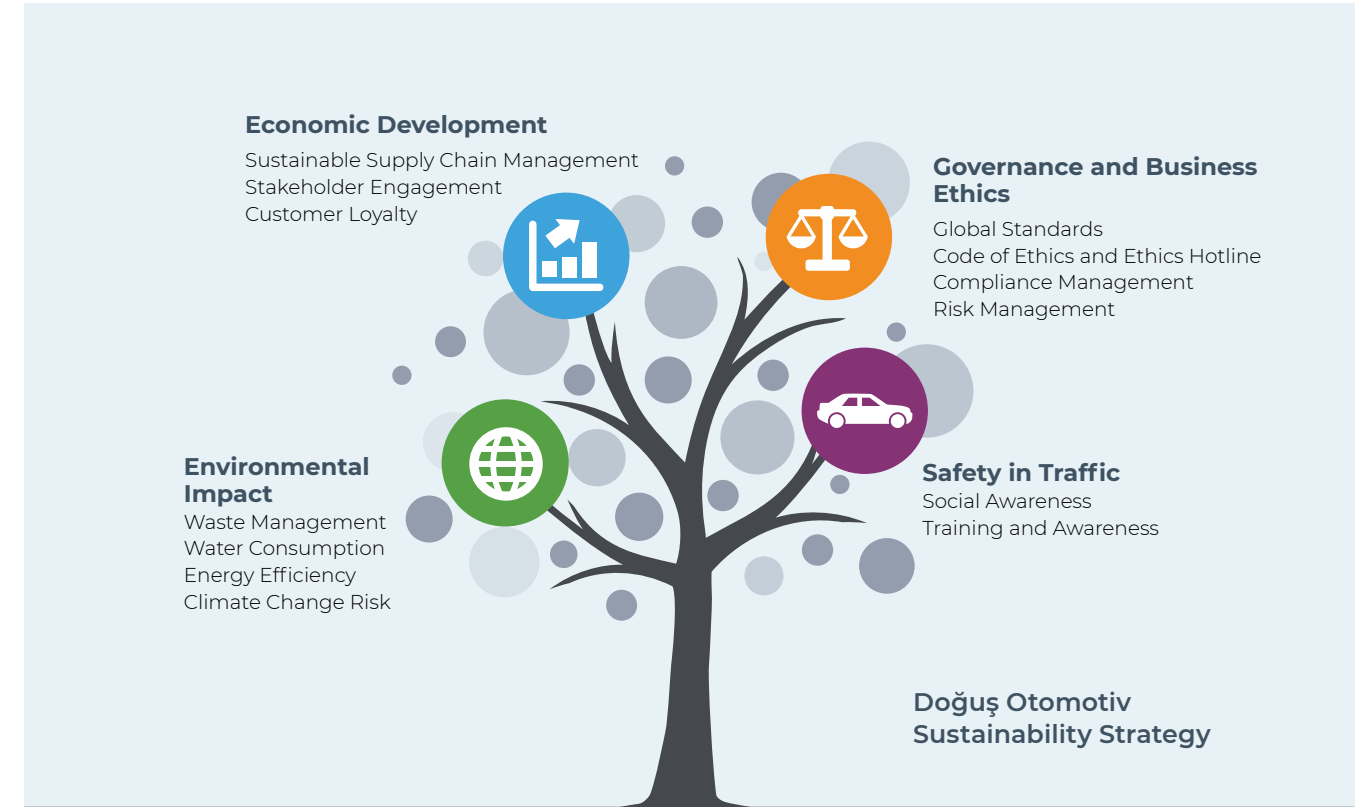 Economic Development
Sustainable Supply Chain Management
Stakeholder Engagement
Customer Loyalty
Governance and Business
Ethics
Global Standards
Code of Ethics and Ethics Hotline
Compliance Management
Risk Management
Environmental
Impact
Waste Management
Water Consumption
Energy Efficiency
Climate Change Risk
Safety in Traffic
Social Awareness
Training and Awareness
Doğuş Otomotiv
Sustainability Strategy